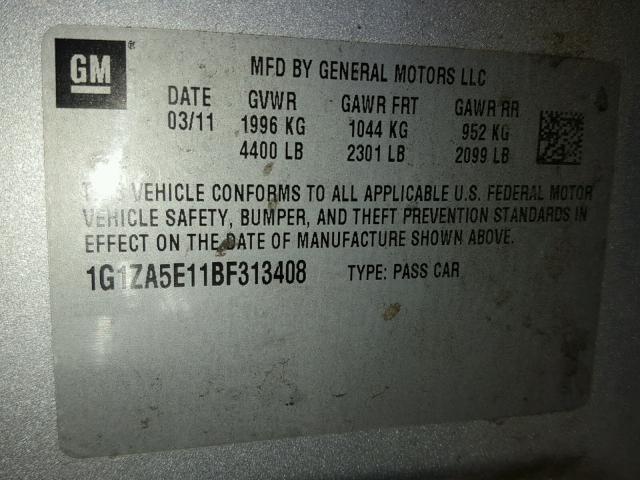 GM®
MFD BY GENERAL MOTORS LLC
DATE GVWR GAWR FRT GAWR RR
03/11 1996 KG 1044 KG 952 KG
4400 LB 2301 LB 2099 LB
THIS VEHICLE CONFORMS TO ALL APPLICABLE U.S. FEDERAL MOTOR
VEHICLE SAFETY, BUMPER, AND THEFT PREVENTION STANDARDS IN
EFFECT ON THE DATE OF MANUFACTURE SHOWN ABOVE.
1G1ZA5E11BF313408 TYPE: PASS CAR